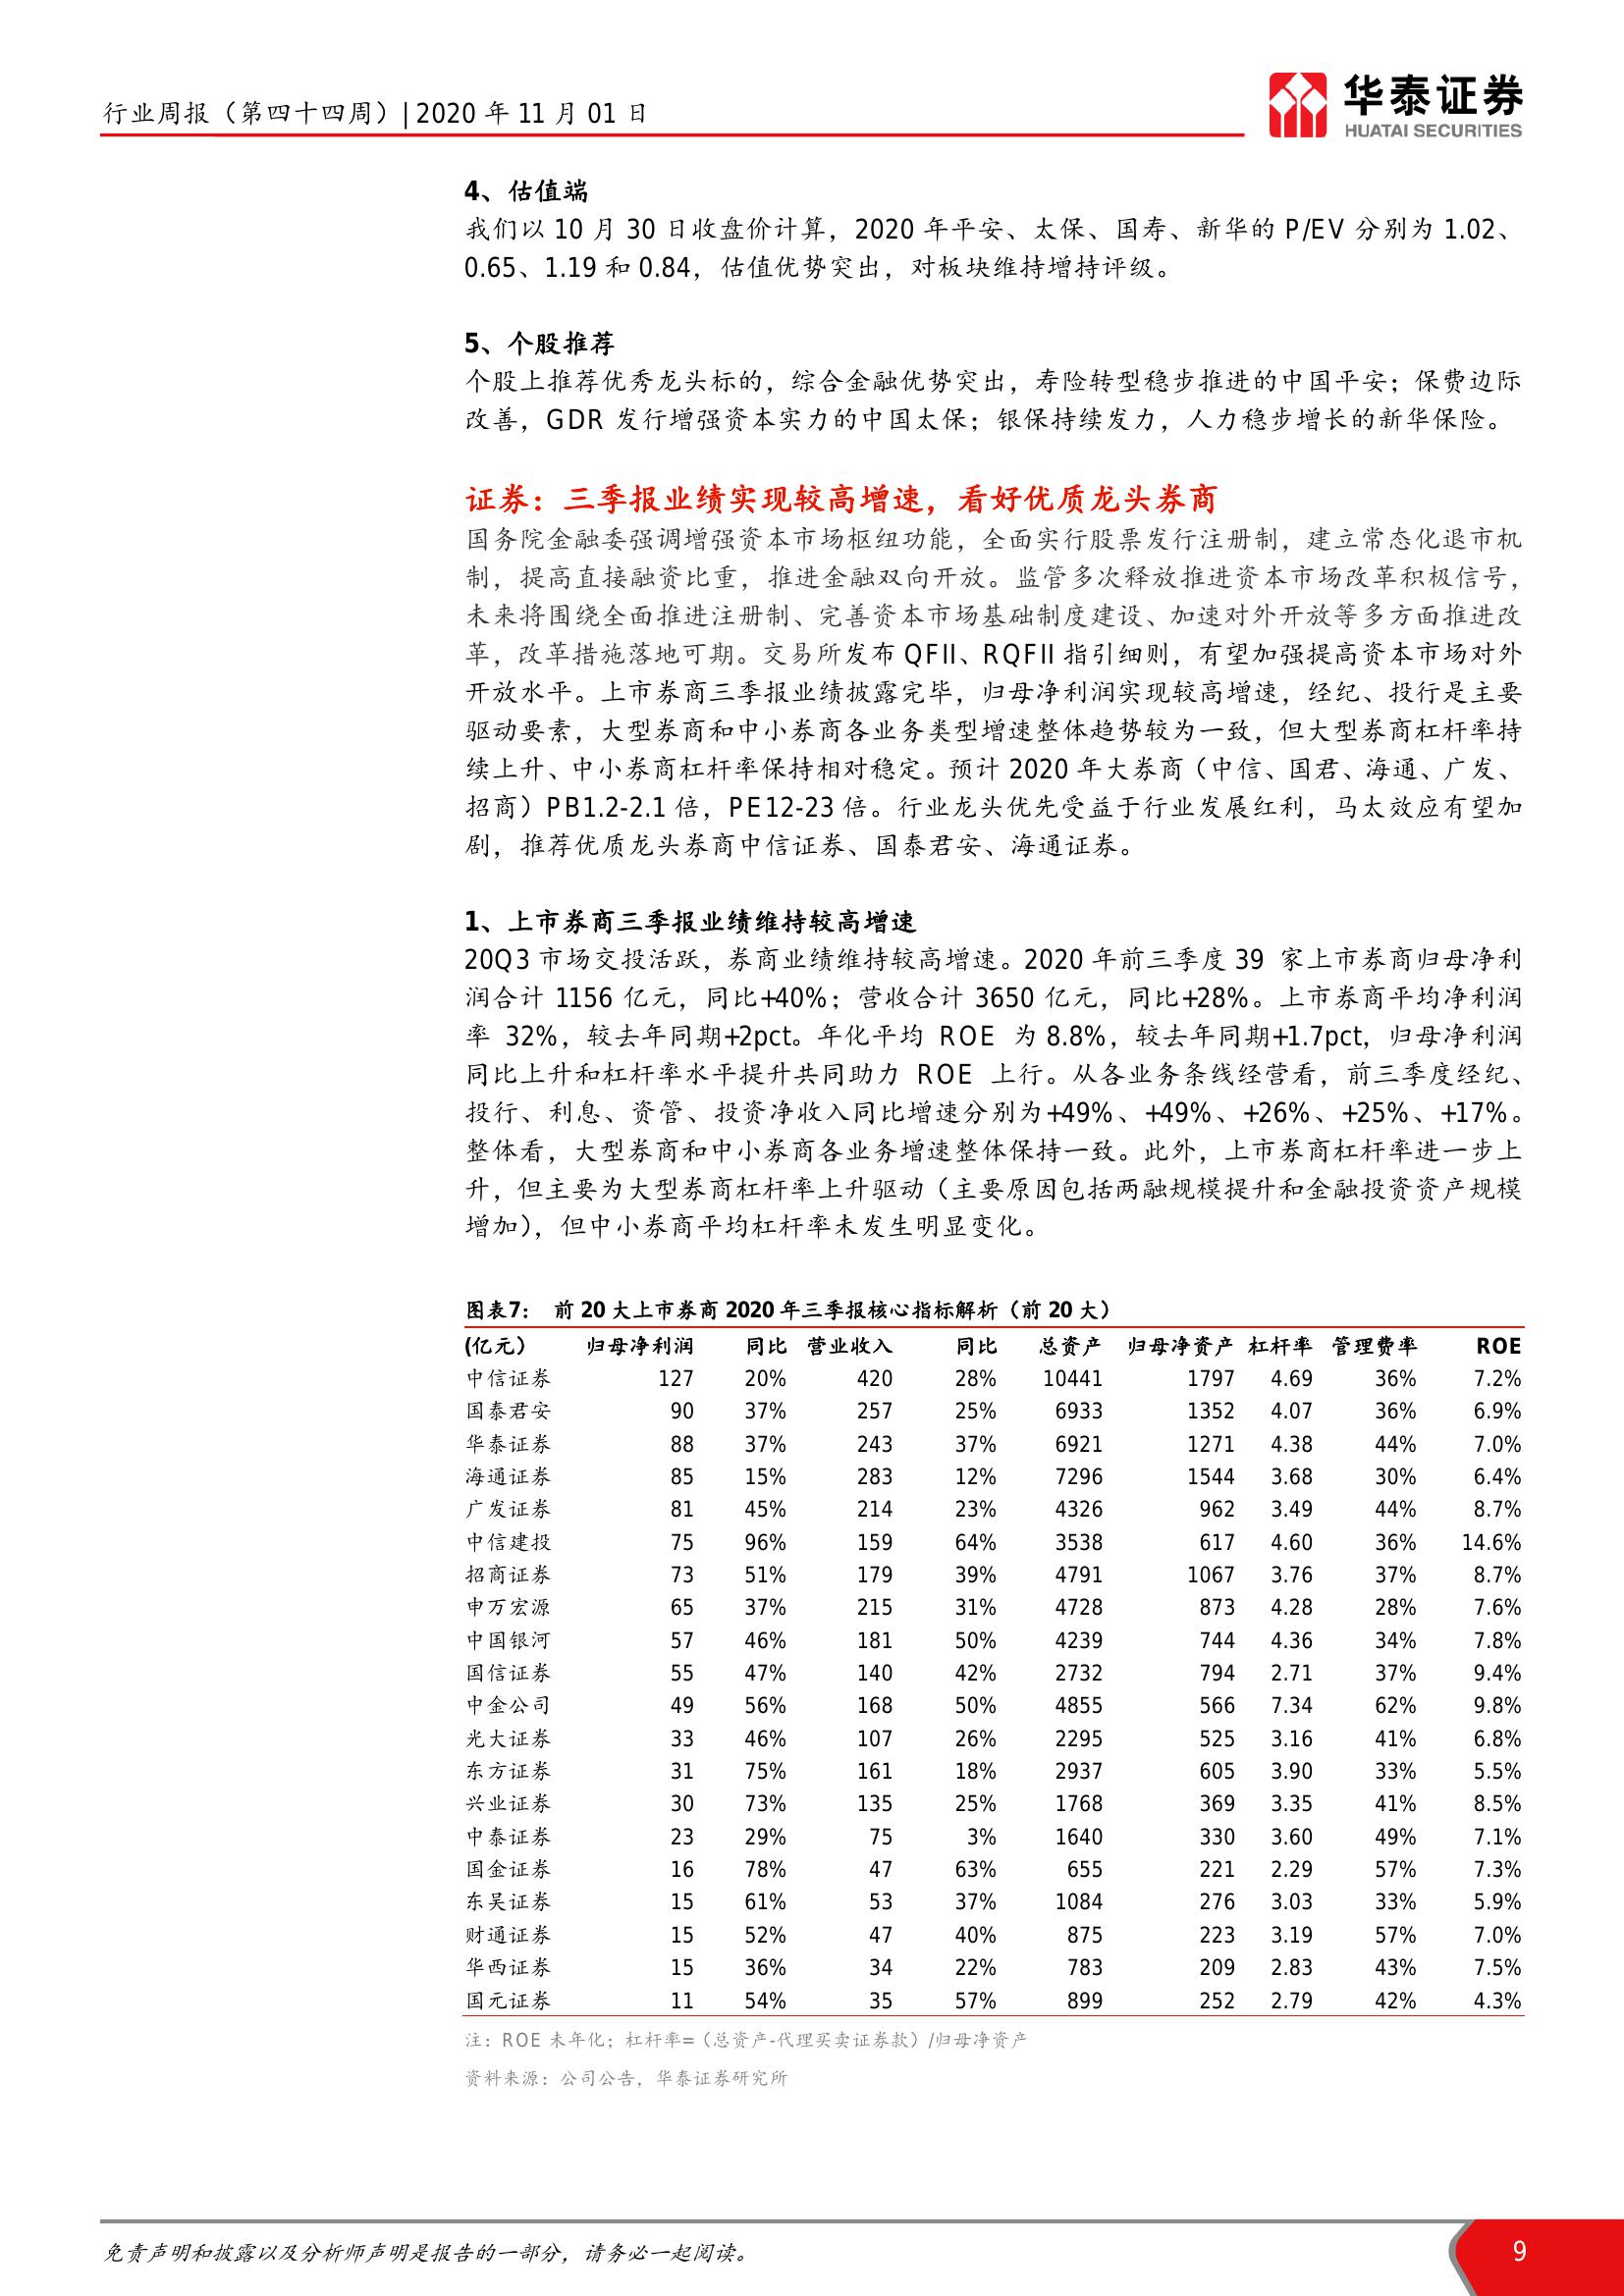 行业周报（第四十四周）| 2020 年 11 月 01 日
华泰证券
HUATAI SECURITIES
4、估值端
我们以 10 月 30 日收盘价计算，2020 年平安、太保、国寿、新华的 P/EV 分别为 1.02、
0.65、1.19 和 0.84，估值优势突出，对板块维持增持评级。
5、个股推荐
个股上推荐优秀龙头标的，综合金融优势突出，寿险转型稳步推进的中国平安；保费边际
改善，GDR 发行增强资本实力的中国太保；银保持续发力，人力稳步增长的新华保险。
证券：三季报业绩实现较高增速，看好优质龙头券商
国务院金融委强调增强资本市场枢纽功能，全面实行股票发行注册制，建立常态化退市机
制，提高直接融资比重，推进金融双向开放。监管多次释放推进资本市场改革积极信号，
未来将围绕全面推进注册制、完善资本市场基础制度建设、加速对外开放等多方面推进改
革，改革措施落地可期。交易所发布 QFII、RQFII 指引细则，有望加强提高资本市场对外
开放水平。上市券商三季报业绩披露完毕，归母净利润实现较高增速，经纪、投行是主要
驱动要素，大型券商和中小券商各业务类型增速整体趋势较为一致，但大型券商杠杆率持
续上升、中小券商杠杆率保持相对稳定。预计 2020 年大券商（中信、国君、海通、广发、
招商）PB1.2-2.1 倍，PE12-23 倍。行业龙头优先受益于行业发展红利，马太效应有望加
剧，推荐优质龙头券商中信证券、国泰君安、海通证券。
1、上市券商三季报业绩维持较高增速
20Q3 市场交投活跃，券商业绩维持较高增速。2020 年前三季度 39 家上市券商归母净利
润合计 1156 亿元，同比+40%；营收合计 3650 亿元，同比+28%。上市券商平均净利润
率 32%，较去年同期+2pct。年化平均 ROE 为 8.8%，较去年同期+1.7pct，归母净利润
同比上升和杠杆率水平提升共同助力 ROE 上行。从各业务条线经营看，前三季度经纪、
投行、利息、资管、投资净收入同比增速分别为+49%、+49%、+26%、+25%、+17%。
整体看，大型券商和中小券商各业务增速整体保持一致。此外，上市券商杠杆率进一步上
升，但主要为大型券商杠杆率上升驱动（主要原因包括两融规模提升和金融投资资产规模
增加），但中小券商平均杠杆率未发生明显变化。
图表7： 前 20 大上市券商 2020 年三季报核心指标解析（前 20 大）
(亿元） 归母净利润 同比 营业收入 同比 总资产 归母净资产 杠杆率 管理费率 ROE
中信证券 127 20% 420 28% 10441 1797 4.69 36% 7.2%
国泰君安 90 37% 257 25% 6933 1352 4.07 36% 6.9%
华泰证券 88 37% 243 37% 6921 1271 4.38 44% 7.0%
海通证券 85 15% 283 12% 7296 1544 3.68 30% 6.4%
广发证券 81 45% 214 23% 4326 962 3.49 44% 8.7%
中信建投 75 96% 159 64% 3538 617 4.60 36% 14.6%
招商证券 73 51% 179 39% 4791 1067 3.76 37% 8.7%
申万宏源 65 37% 215 31% 4728 873 4.28 28% 7.6%
中国银河 57 46% 181 50% 4239 744 4.36 34% 7.8%
国信证券 55 47% 140 42% 2732 794 2.71 37% 9.4%
中金公司 49 56% 168 50% 4855 566 7.34 62% 9.8%
光大证券 33 46% 107 26% 2295 525 3.16 41% 6.8%
东方证券 31 75% 161 18% 2937 605 3.90 33% 5.5%
兴业证券 30 73% 135 25% 1768 369 3.35 41% 8.5%
中泰证券 23 29% 75 3% 1640 330 3.60 49% 7.1%
国金证券 16 78% 47 63% 655 221 2.29 57% 7.3%
东吴证券 15 61% 53 37% 1084 276 3.03 33% 5.9%
财通证券 15 52% 47 40% 875 223 3.19 57% 7.0%
华西证券 15 36% 34 22% 783 209 2.83 43% 7.5%
国元证券 11 54% 35 57% 899 252 2.79 42% 4.3%
注：ROE 未年化；杠杆率=（总资产-代理买卖证券款）/归母净资产
资料来源：公司公告，华泰证券研究所
免责声明和披露以及分析师声明是报告的一部分，请务必一起阅读。
9